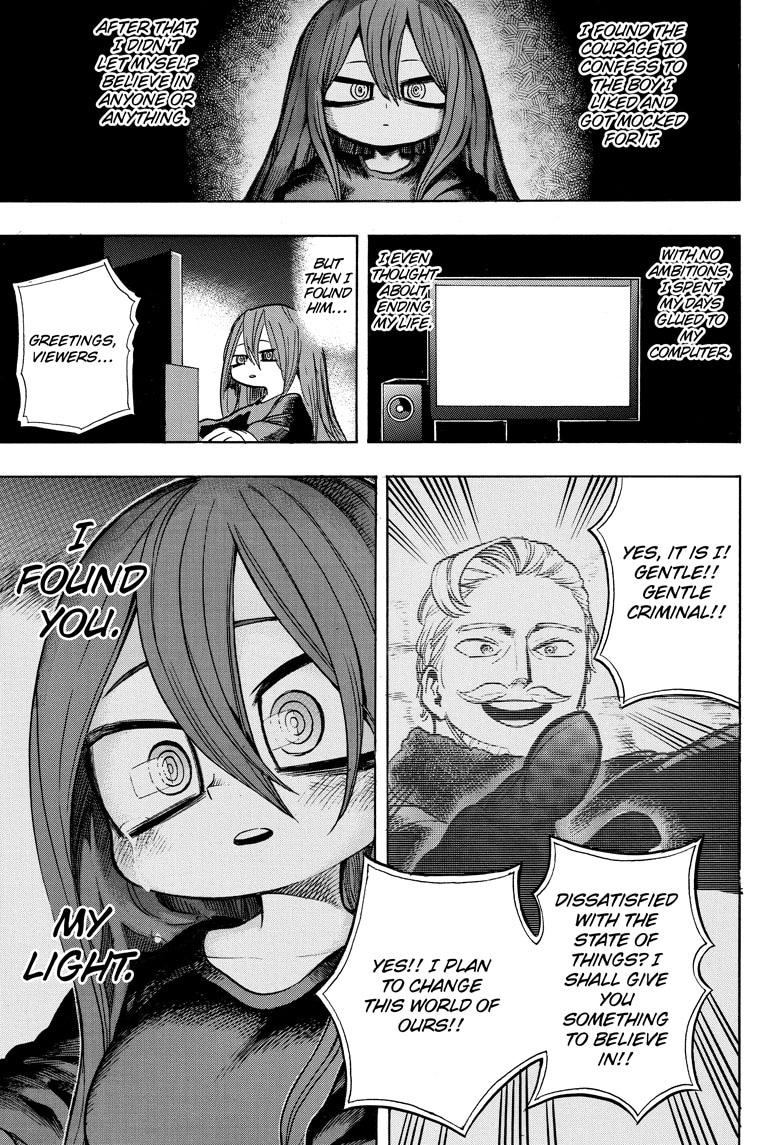 I FOUND THE
COURAGE TO
CONFESS TO
THE BOY I
LIKED AND
GOT MOCKED
FOR IT.
AFTER THAT,
I DIDN'T
LET MYSELF
BELIEVE IN
ANYONE OR
ANYTHING.
WITH NO
AMBITIONS,
I SPENT
MY DAYS
GLUED TO
MY
COMPUTER.
I EVEN
THOUGHT
ABOUT
ENDING
MY LIFE.
BUT
THEN I
FOUND
HIM...
GREETINGS,
VIEWERS...
YES, IT IS I!
GENTLE!!
GENTLE
CRIMINAL!!
DISSATISFIED
WITH THE
STATE OF
THINGS? I
SHALL GIVE
YOU
SOMETHING
TO BELIEVE
IN!!
YES!! I PLAN
TO CHANGE
THIS WORLD OF
OURS!!
I
FOUND
YOU.
MY
LIGHT.